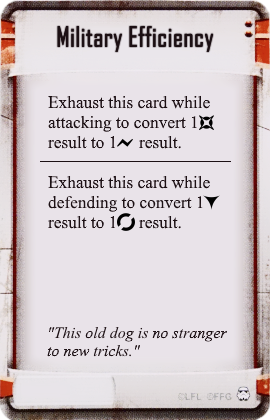 Military Efficiency
Exhaust this card while
attacking to convert 1
result to 1 result.
Exhaust this card while
defending to convert 1
result to 1 result.
"This old dog is no stranger
to new tricks."
©LFL ©FFG